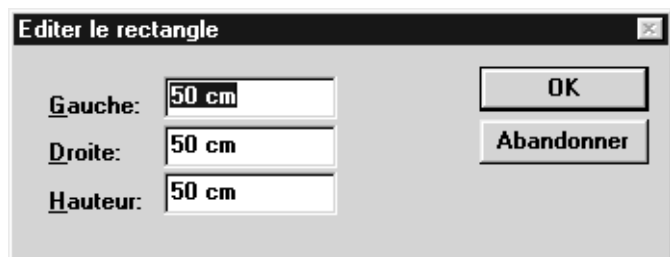 Editer le rectangle
Gauche: 50 cm
OK
Droite: 50 cm
Abandonner
Hauteur: 50 cm